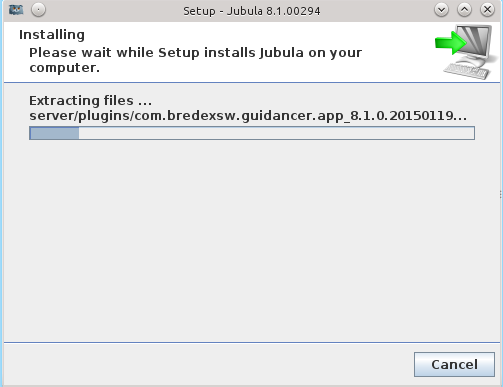 Setup - Jubula 8.1.00294
Installing
Please wait while Setup installs Jubula on your
computer.
Extracting files ...
server/plugins/com.bredexsw.guidancer.app_8.1.0.20150119...
Cancel